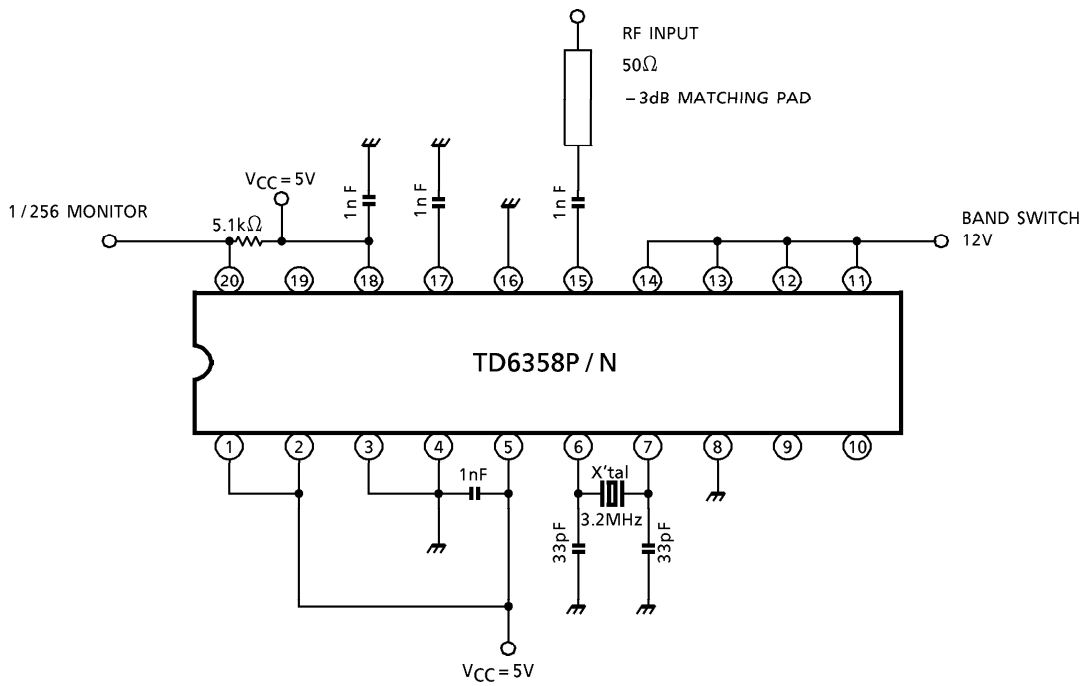 RF INPUT
50Ω
−3dB MATCHING PAD
VCC=5V
1nF
1nF
1nF
1/256 MONITOR
5.1kΩ
BAND SWITCH
12V
20
19
18
17
16
15
14
13
12
11
TD6358P/N
1
2
3
4
5
6
7
8
9
10
1nF
X'tal
3.2MHz
33pF
33pF
VCC=5V